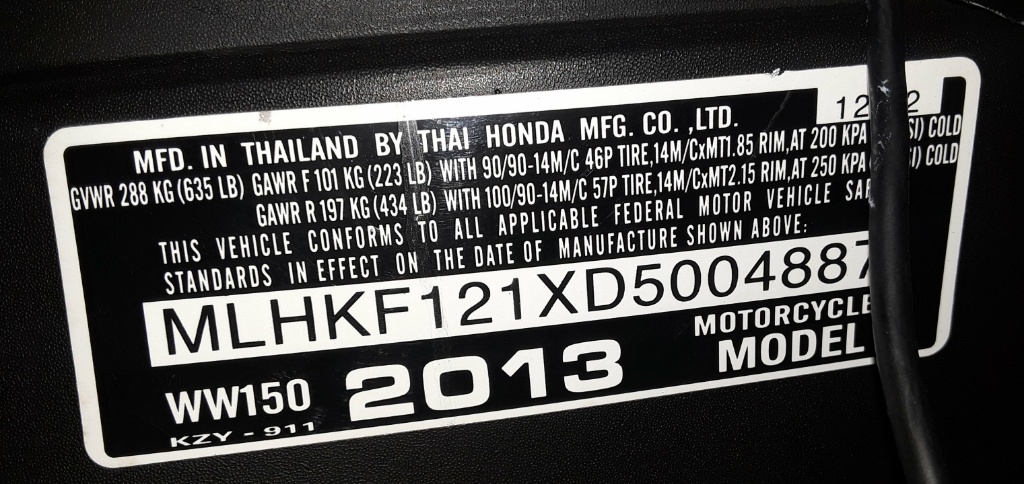 12 2
MFD. IN THAILAND BY THAI HONDA MFG. CO. ,LTD.
GVWR 288 KG (635 LB) GAWR F 101 KG (223 LB) WITH 90/90-14M/C 46P TIRE,14M/CxMT1.85 RIM,AT 200 KPA SI) COLD
GAWR R 197 KG (434 LB) WITH 100/90-14M/C 57P TIRE,14M/CxMT2.15 RIM,AT 250 KPA SI) COLD
THIS VEHICLE CONFORMS TO ALL APPLICABLE FEDERAL MOTOR VEHICLE SAF
STANDARDS IN EFFECT ON THE DATE OF MANUFACTURE SHOWN ABOVE:
MLHKF121XD5004887
MOTORCYCLE
WW150 2013 MODEL
KZY - 911